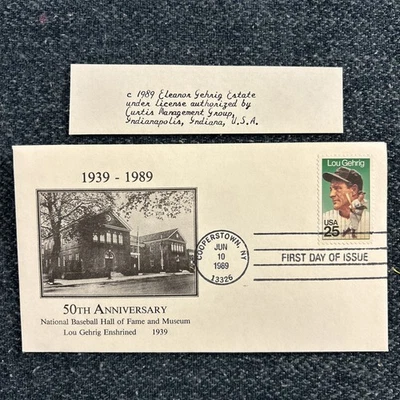 c 1989 Eleanor Gehrig Estate
under license authorized by
Curtis Management Group,
Indianapolis, Indiana, U.S.A.
1939 - 1989
50TH ANNIVERSARY
National Baseball Hall of Fame and Museum
Lou Gehrig Enshrined 1939
COOPERSTOWN, NY
JUN
10
1989
13326
Lou Gehrig
USA
25
FIRST DAY OF ISSUE